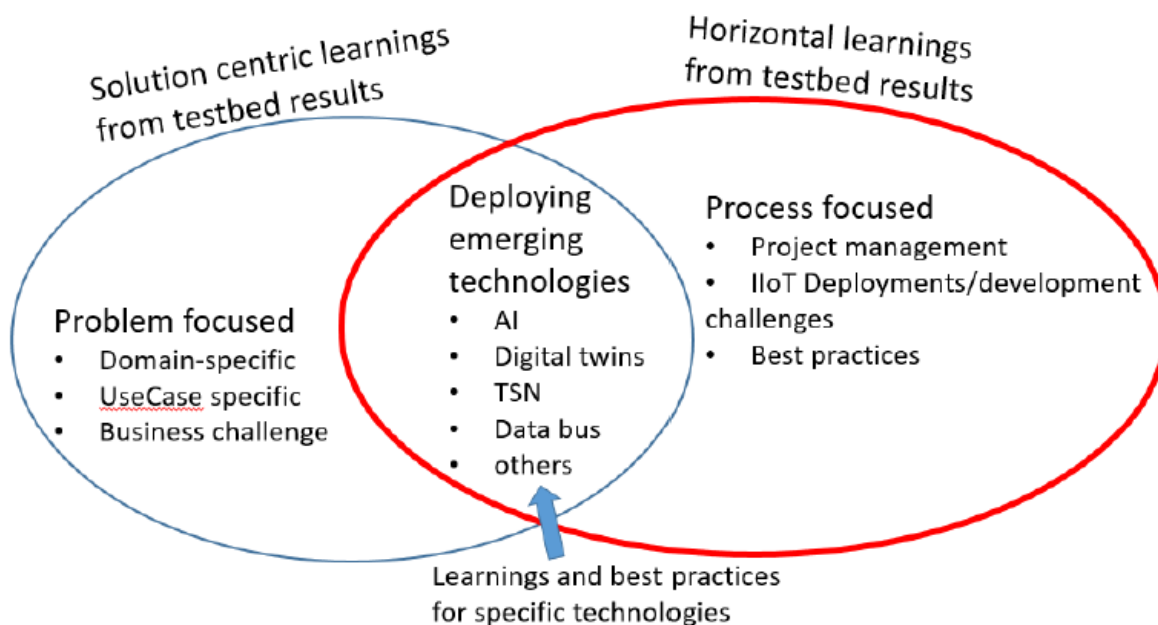 Solution centric learnings
from testbed results
Horizontal learnings
from testbed results
Problem focused
• Domain-specific
• UseCase specific
• Business challenge
Deploying
emerging
technologies
• AI
• Digital twins
• TSN
• Data bus
• others
Process focused
• Project management
• IIoT Deployments/development
challenges
• Best practices
Learnings and best practices
for specific technologies